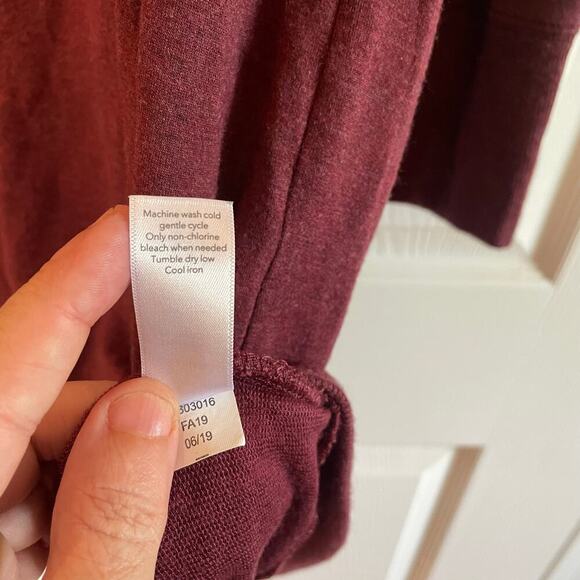 Machine wash cold
gentle cycle
Only non-chlorine
bleach when needed
Tumble dry low
Cool iron
303016
FA19
06/19